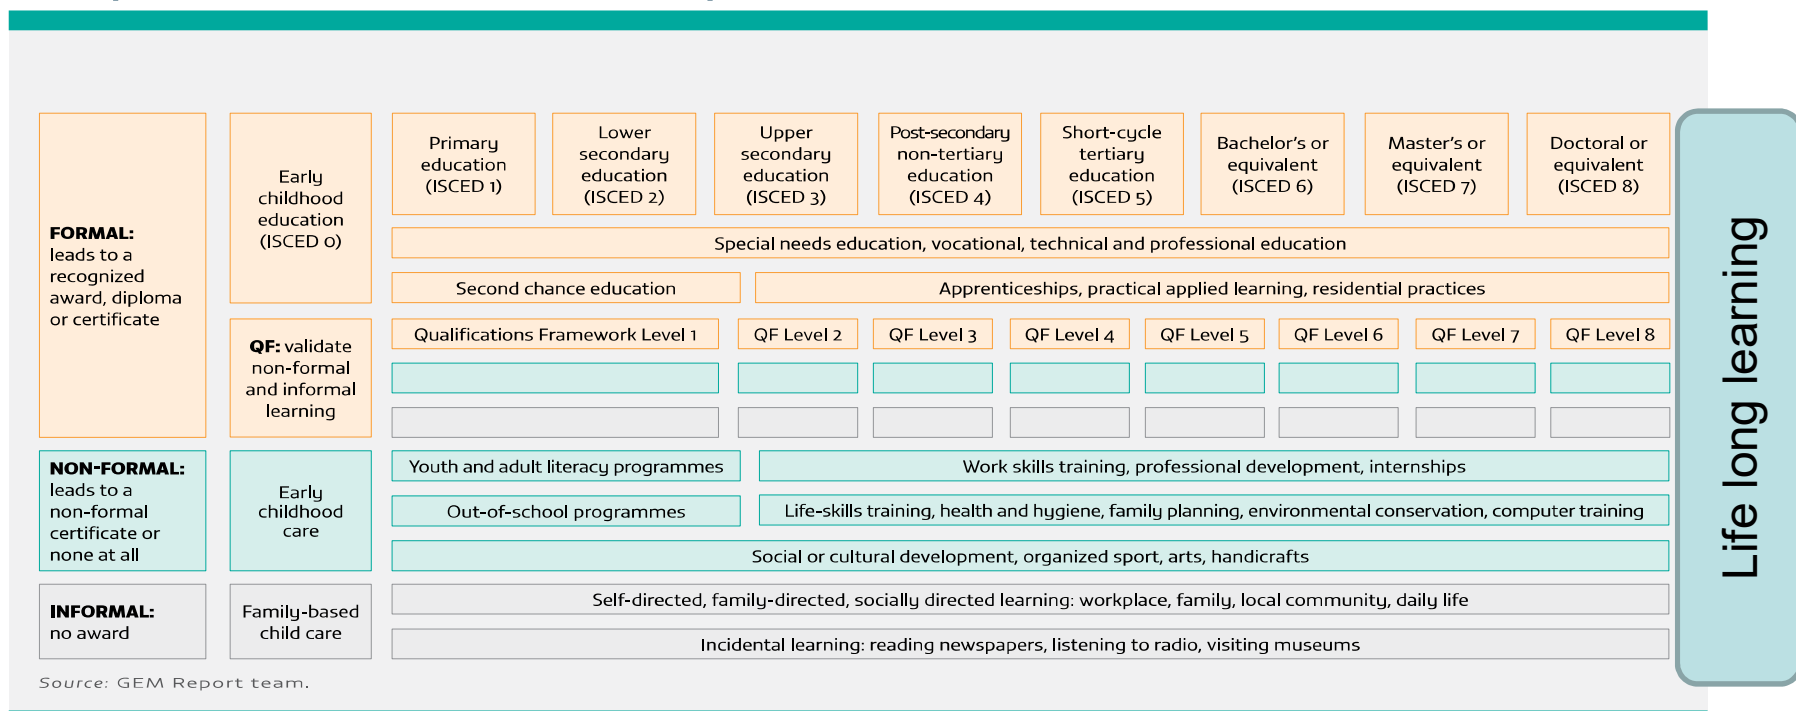 FORMAL:
leads to a
recognized
award, diploma
or certificate
Early
childhood
education
(ISCED 0)
Primary
education
(ISCED 1)
Lower
secondary
education
(ISCED 2)
Upper
secondary
education
(ISCED 3)
Post-secondary
non-tertiary
education
(ISCED 4)
Short-cycle
tertiary
education
(ISCED 5)
Bachelor's or
equivalent
(ISCED 6)
Master's or
equivalent
(ISCED 7)
Doctoral or
equivalent
(ISCED 8)
Special needs education, vocational, technical and professional education
Second chance education
Apprenticeships, practical applied learning, residential practices
QF: validate
non-formal
and informal
learning
Qualifications Framework Level 1
QF Level 2
QF Level 3
QF Level 4
QF Level 5
QF Level 6
QF Level 7
QF Level 8
NON-FORMAL:
leads to a
non-formal
certificate or
none at all
Early
childhood
care
Youth and adult literacy programmes
Work skills training, professional development, internships
Out-of-school programmes
Life-skills training, health and hygiene, family planning, environmental conservation, computer training
Social or cultural development, organized sport, arts, handicrafts
INFORMAL:
no award
Family-based
child care
Self-directed, family-directed, socially directed learning: workplace, family, local community, daily life
Incidental learning: reading newspapers, listening to radio, visiting museums
Source: GEM Report team.
Life long learning